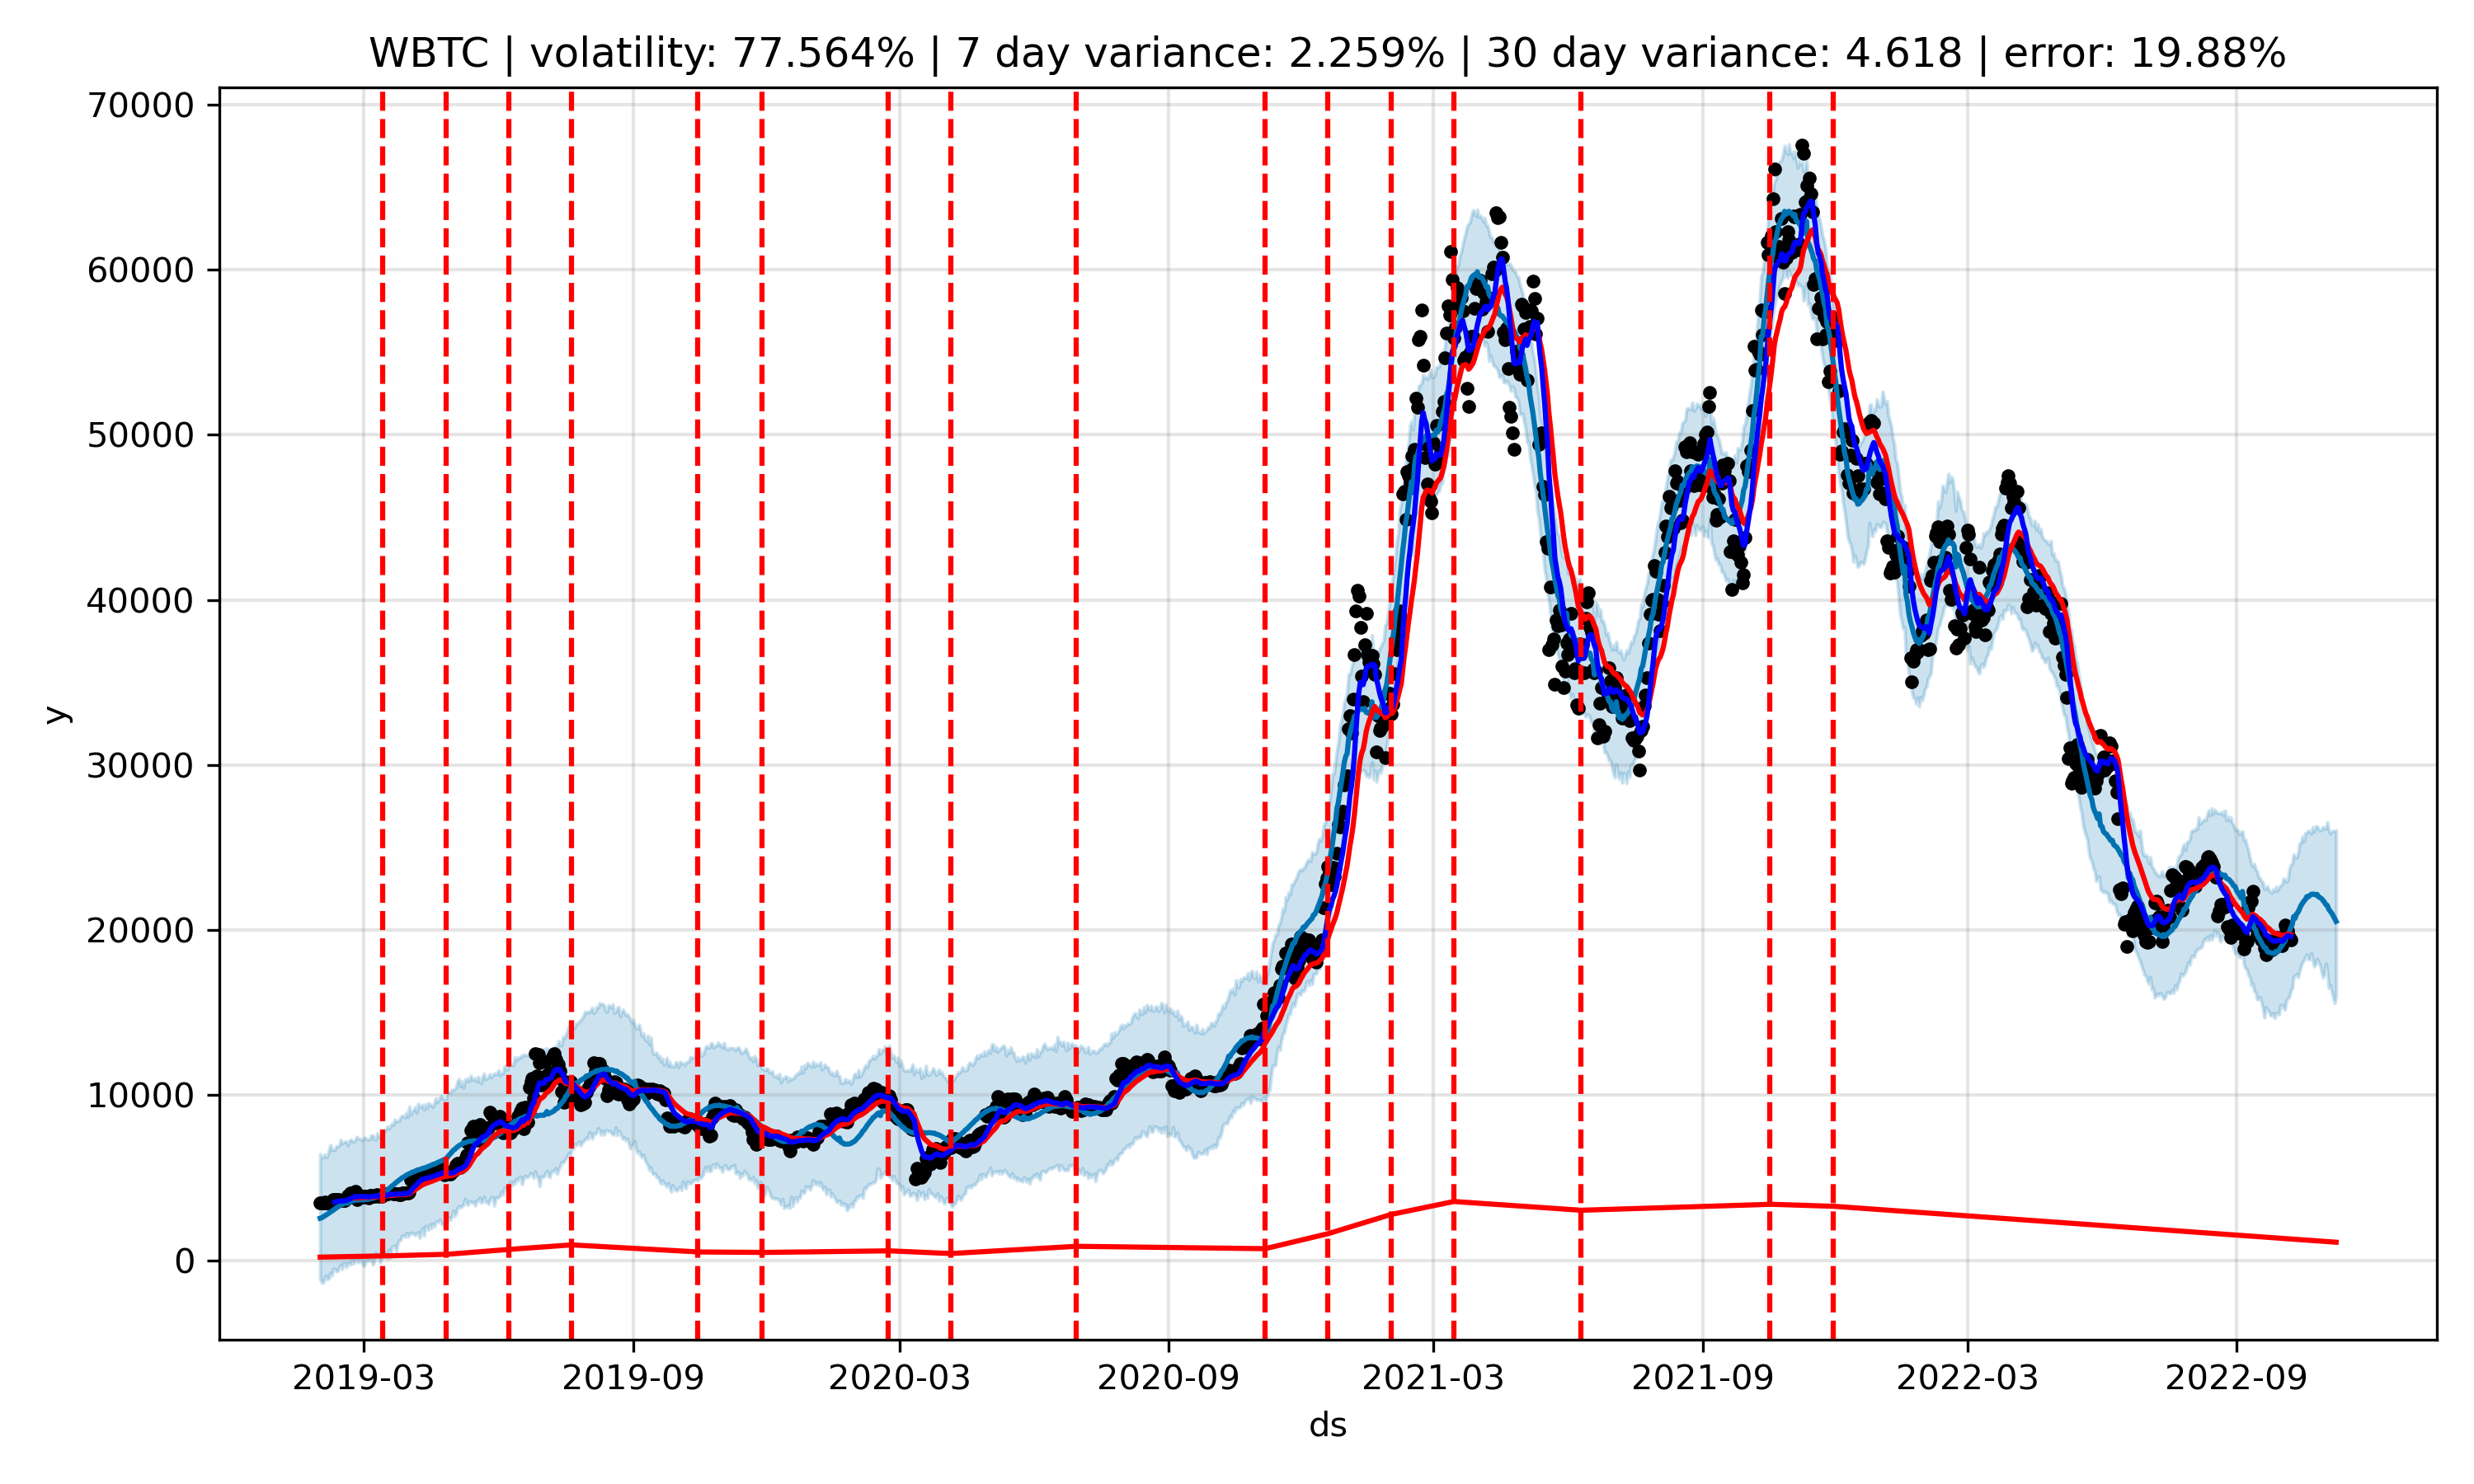 WBTC | volatility: 77.564% | 7 day variance: 2.259% | 30 day variance: 4.618 | error: 19.88%
70000
60000
50000
40000
30000
20000
10000
0
y
2019-03 2019-09 2020-03 2020-09 2021-03 2021-09 2022-03 2022-09
ds